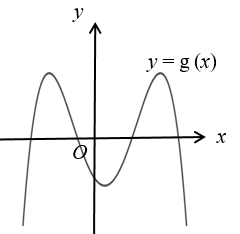 y
y = g (x)
x
O